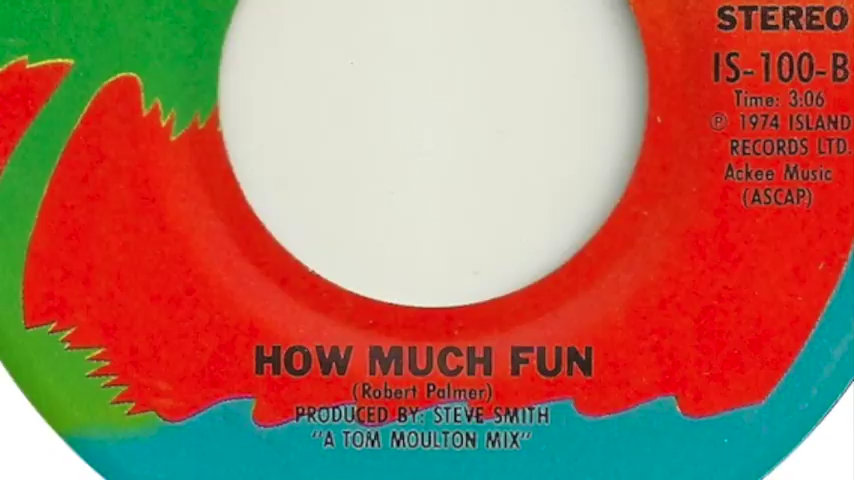 STEREO
IS-100-B
Time: 3:06
℗ 1974 ISLAND
RECORDS LTD.
Ackee Music
(ASCAP)
HOW MUCH FUN
(Robert Palmer)
PRODUCED BY: STEVE SMITH
"A TOM MOULTON MIX"